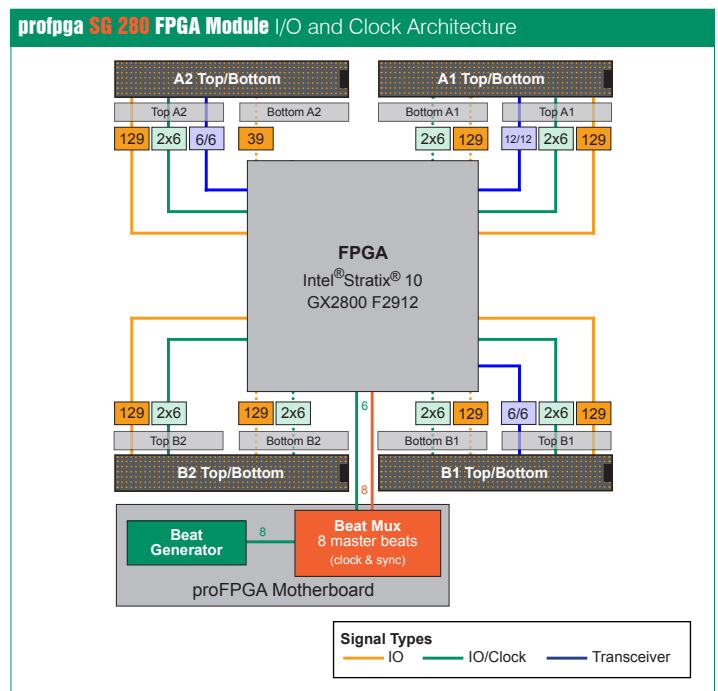 profpga SG 280 FPGA Module I/O and Clock Architecture
A2 Top/Bottom
A1 Top/Bottom
Top A2
Bottom A2
Bottom A1
Top A1
129
2x6
6/6
39
2x6
129
12/12
2x6
129
FPGA
Intel®Stratix® 10
GX2800 F2912
129
2x6
129
2x6
6
2x6
129
6/6
2x6
129
Top B2
Bottom B2
Bottom B1
Top B1
B2 Top/Bottom
B1 Top/Bottom
8
Beat
Generator
8
Beat Mux
8 master beats
(clock & sync)
proFPGA Motherboard
Signal Types
IO
IO/Clock
Transceiver